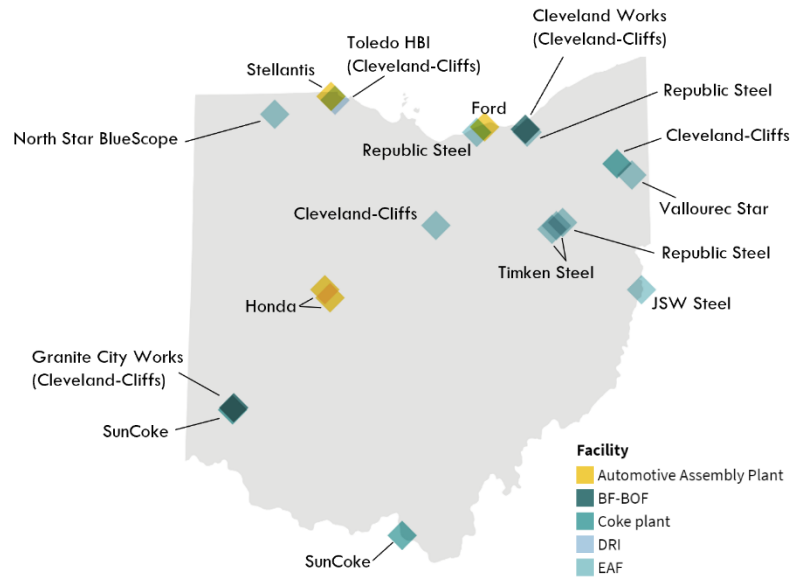 Cleveland Works
(Cleveland-Cliffs)
Toledo HBI
(Cleveland-Cliffs)
Stellantis
Republic Steel
Ford
North Star BlueScope
Republic Steel
Cleveland-Cliffs
Vallourec Star
Cleveland-Cliffs
Republic Steel
Timken Steel
Honda
JSW Steel
Granite City Works
(Cleveland-Cliffs)
SunCoke
SunCoke
Facility
Automotive Assembly Plant
BF-BOF
Coke plant
DRI
EAF